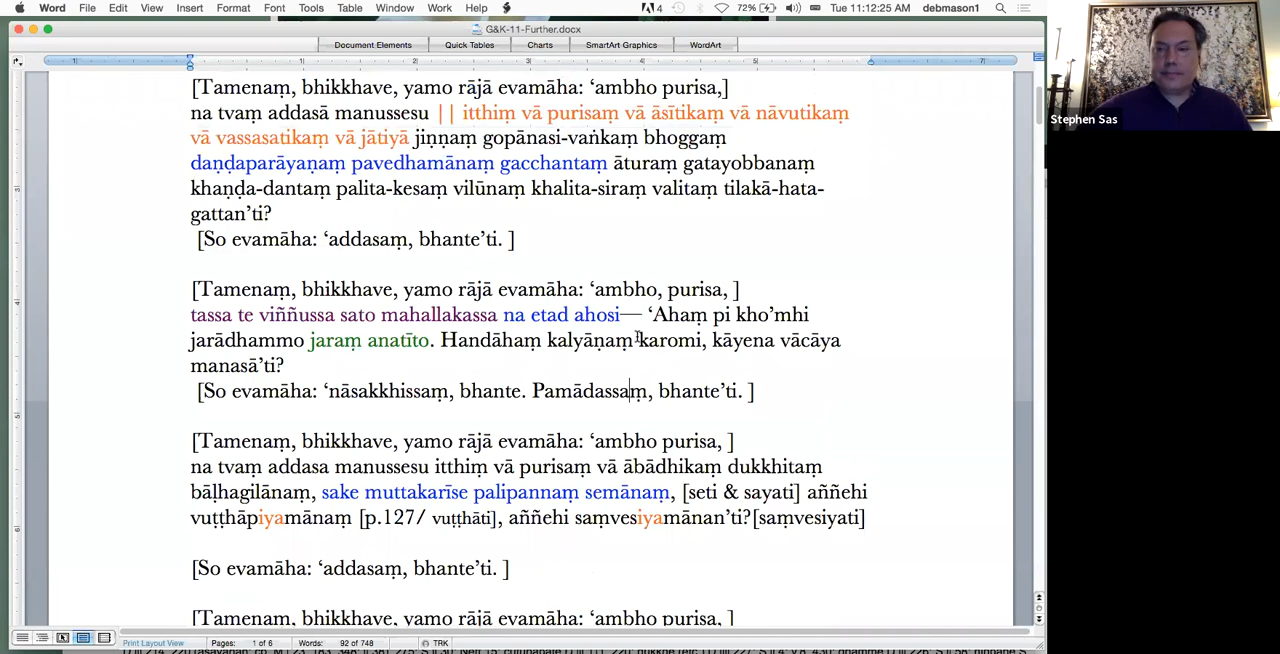 Word File Edit View Insert Format Font Tools Table Window Work Help 4 72% Tue 11:12:25 AM debmason1
G&K-11-Further.docx
Document Elements Quick Tables Charts SmartArt Graphics WordArt
[Tamenaṃ, bhikkhave, yamo rājā evamāha: ‘ambho purisa,]
na tvaṃ addasā manussesu || itthiṃ vā purisaṃ vā āsītikaṃ vā nāvutikaṃ
vā vassasatikaṃ vā jātiyā jiṇṇaṃ gopānasi-vaṅkaṃ bhoggaṃ
daṇḍaparāyaṇaṃ pavedhamānaṃ gacchantaṃ āturaṃ gatayobbanaṃ
khaṇḍa-dantaṃ palita-kesaṃ vilūnaṃ khalita-siraṃ valitaṃ tilakā-hata-
gattan’ti?
[So evamāha: ‘addasaṃ, bhante’ti. ]
[Tamenaṃ, bhikkhave, yamo rājā evamāha: ‘ambho, purisa, ]
tassa te viññussa sato mahallakassa na etad ahosi— ‘Ahaṃ pi kho’mhi
jarādhammo jaraṃ anatīto. Handāhaṃ kalyāṇaṃ karomi, kāyena vācāya
manasā’ti?
[So evamāha: ‘nāsakkhissaṃ, bhante. Pamādassaṃ, bhante’ti. ]
[Tamenaṃ, bhikkhave, yamo rājā evamāha: ‘ambho purisa, ]
na tvaṃ addasa manussesu itthiṃ vā purisaṃ vā ābādhikaṃ dukkhitaṃ
bāḷhagilānaṃ, sake muttakarīse palipannaṃ semānaṃ, [seti & sayati] aññehi
vuṭṭhāpiyamānaṃ [p.127/ vuṭṭhāti], aññehi saṃvesiyamānan’ti?[saṃvesiyati]
[So evamāha: ‘addasaṃ, bhante’ti. ]
[Tamenaṃ, bhikkhave, yamo rājā evamāha: ‘ambho purisa, ]
Print Layout View Pages: 1 of 6 Words: 92 of 748 TRK
Stephen Sas